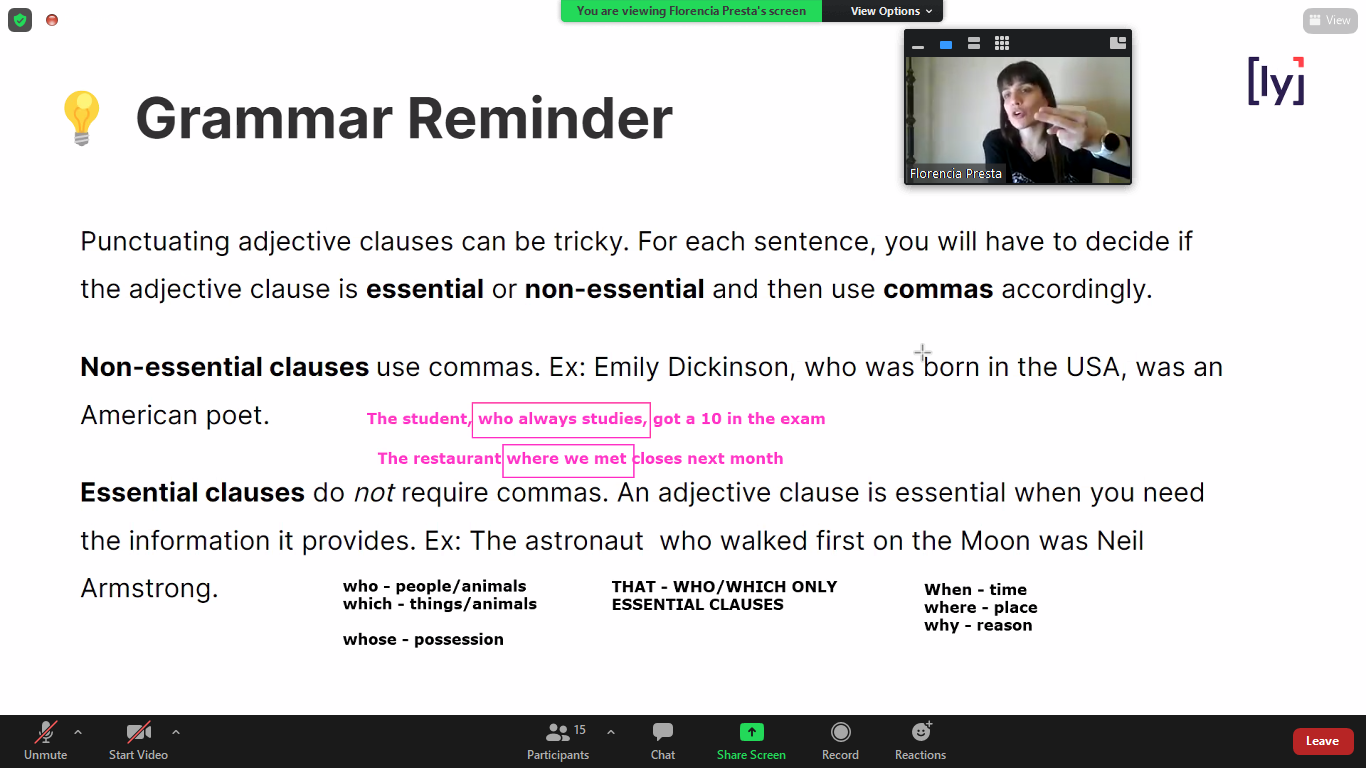 You are viewing Florencia Presta's screen
View Options
View
[ly]
Florencia Presta
Grammar Reminder
Punctuating adjective clauses can be tricky. For each sentence, you will have to decide if
the adjective clause is essential or non-essential and then use commas accordingly.
Non-essential clauses use commas. Ex: Emily Dickinson, who was born in the USA, was an
American poet.
The student, who always studies, got a 10 in the exam
The restaurant where we met closes next month
Essential clauses do not require commas. An adjective clause is essential when you need
the information it provides. Ex: The astronaut who walked first on the Moon was Neil
Armstrong.
who - people/animals
which - things/animals
whose - possession
THAT - WHO/WHICH ONLY
ESSENTIAL CLAUSES
When - time
where - place
why - reason
Unmute
Start Video
Participants
15
Chat
Share Screen
Record
Reactions
Leave